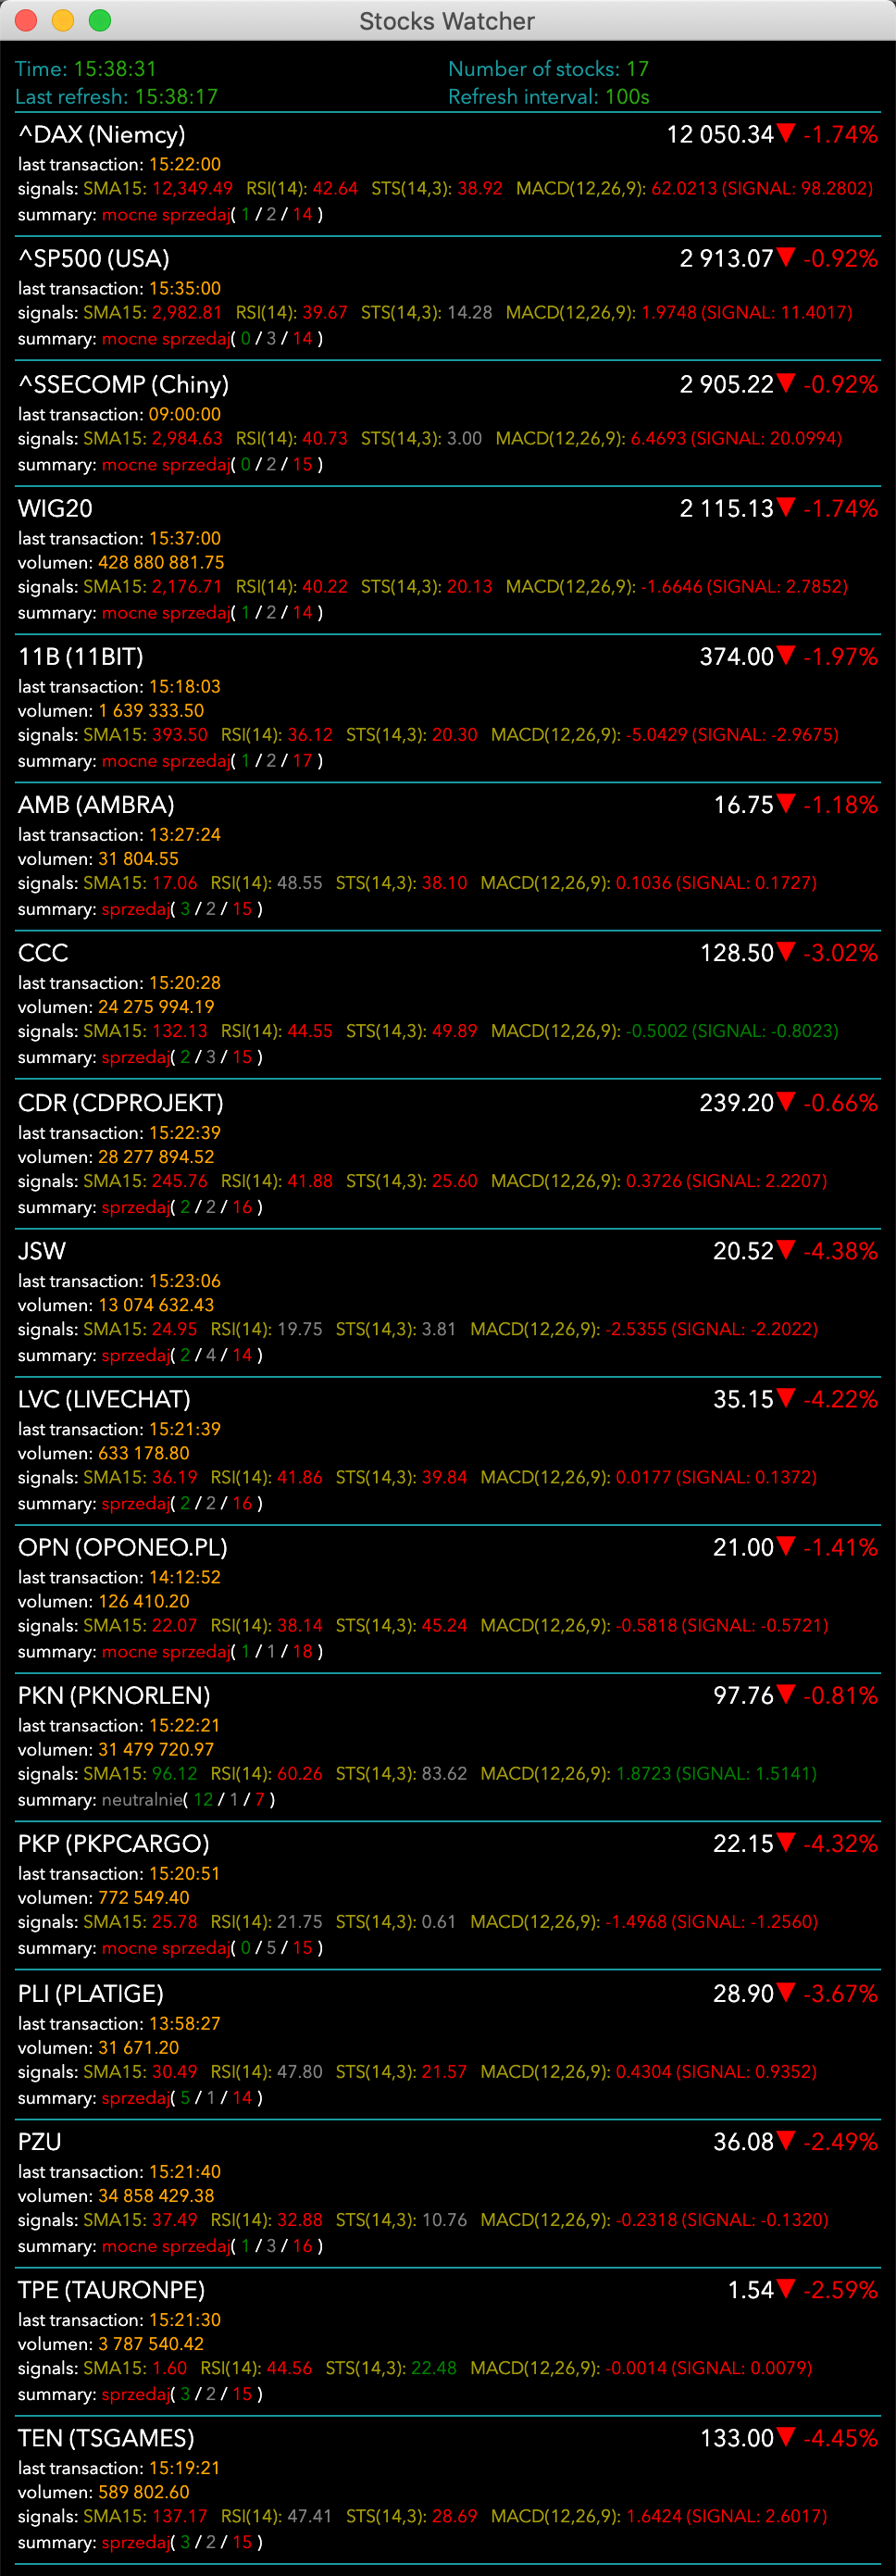 Stocks Watcher
Time: 15:38:31 Number of stocks: 17
Last refresh: 15:38:17 Refresh interval: 100s
^DAX (Niemcy) 12 050.34▼ -1.74%
last transaction: 15:22:00
signals: SMA15: 12,349.49 RSI(14): 42.64 STS(14,3): 38.92 MACD(12,26,9): 62.0213 (SIGNAL: 98.2802)
summary: mocne sprzedaj( 1 / 2 / 14 )
^SP500 (USA) 2 913.07▼ -0.92%
last transaction: 15:35:00
signals: SMA15: 2,982.81 RSI(14): 39.67 STS(14,3): 14.28 MACD(12,26,9): 1.9748 (SIGNAL: 11.4017)
summary: mocne sprzedaj( 0 / 3 / 14 )
^SSECOMP (Chiny) 2 905.22▼ -0.92%
last transaction: 09:00:00
signals: SMA15: 2,984.63 RSI(14): 40.73 STS(14,3): 3.00 MACD(12,26,9): 6.4693 (SIGNAL: 20.0994)
summary: mocne sprzedaj( 0 / 2 / 15 )
WIG20 2 115.13▼ -1.74%
last transaction: 15:37:00
volumen: 428 880 881.75
signals: SMA15: 2,176.71 RSI(14): 40.22 STS(14,3): 20.13 MACD(12,26,9): -1.6646 (SIGNAL: 2.7852)
summary: mocne sprzedaj( 1 / 2 / 14 )
11B (11BIT) 374.00▼ -1.97%
last transaction: 15:18:03
volumen: 1 639 333.50
signals: SMA15: 393.50 RSI(14): 36.12 STS(14,3): 20.30 MACD(12,26,9): -5.0429 (SIGNAL: -2.9675)
summary: mocne sprzedaj( 1 / 2 / 17 )
AMB (AMBRA) 16.75▼ -1.18%
last transaction: 13:27:24
volumen: 31 804.55
signals: SMA15: 17.06 RSI(14): 48.55 STS(14,3): 38.10 MACD(12,26,9): 0.1036 (SIGNAL: 0.1727)
summary: sprzedaj( 3 / 2 / 15 )
CCC 128.50▼ -3.02%
last transaction: 15:20:28
volumen: 24 275 994.19
signals: SMA15: 132.13 RSI(14): 44.55 STS(14,3): 49.89 MACD(12,26,9): -0.5002 (SIGNAL: -0.8023)
summary: sprzedaj( 2 / 3 / 15 )
CDR (CDPROJEKT) 239.20▼ -0.66%
last transaction: 15:22:39
volumen: 28 277 894.52
signals: SMA15: 245.76 RSI(14): 41.88 STS(14,3): 25.60 MACD(12,26,9): 0.3726 (SIGNAL: 2.2207)
summary: sprzedaj( 2 / 2 / 16 )
JSW 20.52▼ -4.38%
last transaction: 15:23:06
volumen: 13 074 632.43
signals: SMA15: 24.95 RSI(14): 19.75 STS(14,3): 3.81 MACD(12,26,9): -2.5355 (SIGNAL: -2.2022)
summary: sprzedaj( 2 / 4 / 14 )
LVC (LIVECHAT) 35.15▼ -4.22%
last transaction: 15:21:39
volumen: 633 178.80
signals: SMA15: 36.19 RSI(14): 41.86 STS(14,3): 39.84 MACD(12,26,9): 0.0177 (SIGNAL: 0.1372)
summary: sprzedaj( 2 / 2 / 16 )
OPN (OPONEO.PL) 21.00▼ -1.41%
last transaction: 14:12:52
volumen: 126 410.20
signals: SMA15: 22.07 RSI(14): 38.14 STS(14,3): 45.24 MACD(12,26,9): -0.5818 (SIGNAL: -0.5721)
summary: mocne sprzedaj( 1 / 1 / 18 )
PKN (PKNORLEN) 97.76▼ -0.81%
last transaction: 15:22:21
volumen: 31 479 720.97
signals: SMA15: 96.12 RSI(14): 60.26 STS(14,3): 83.62 MACD(12,26,9): 1.8723 (SIGNAL: 1.5141)
summary: neutralnie( 12 / 1 / 7 )
PKP (PKPCARGO) 22.15▼ -4.32%
last transaction: 15:20:51
volumen: 772 549.40
signals: SMA15: 25.78 RSI(14): 21.75 STS(14,3): 0.61 MACD(12,26,9): -1.4968 (SIGNAL: -1.2560)
summary: mocne sprzedaj( 0 / 5 / 15 )
PLI (PLATIGE) 28.90▼ -3.67%
last transaction: 13:58:27
volumen: 31 671.20
signals: SMA15: 30.49 RSI(14): 47.80 STS(14,3): 21.57 MACD(12,26,9): 0.4304 (SIGNAL: 0.9352)
summary: sprzedaj( 5 / 1 / 14 )
PZU 36.08▼ -2.49%
last transaction: 15:21:40
volumen: 34 858 429.38
signals: SMA15: 37.49 RSI(14): 32.88 STS(14,3): 10.76 MACD(12,26,9): -0.2318 (SIGNAL: -0.1320)
summary: mocne sprzedaj( 1 / 3 / 16 )
TPE (TAURONPE) 1.54▼ -2.59%
last transaction: 15:21:30
volumen: 3 787 540.42
signals: SMA15: 1.60 RSI(14): 44.56 STS(14,3): 22.48 MACD(12,26,9): -0.0014 (SIGNAL: 0.0079)
summary: sprzedaj( 3 / 2 / 15 )
TEN (TSGAMES) 133.00▼ -4.45%
last transaction: 15:19:21
volumen: 589 802.60
signals: SMA15: 137.17 RSI(14): 47.41 STS(14,3): 28.69 MACD(12,26,9): 1.6424 (SIGNAL: 2.6017)
summary: sprzedaj( 3 / 2 / 15 )